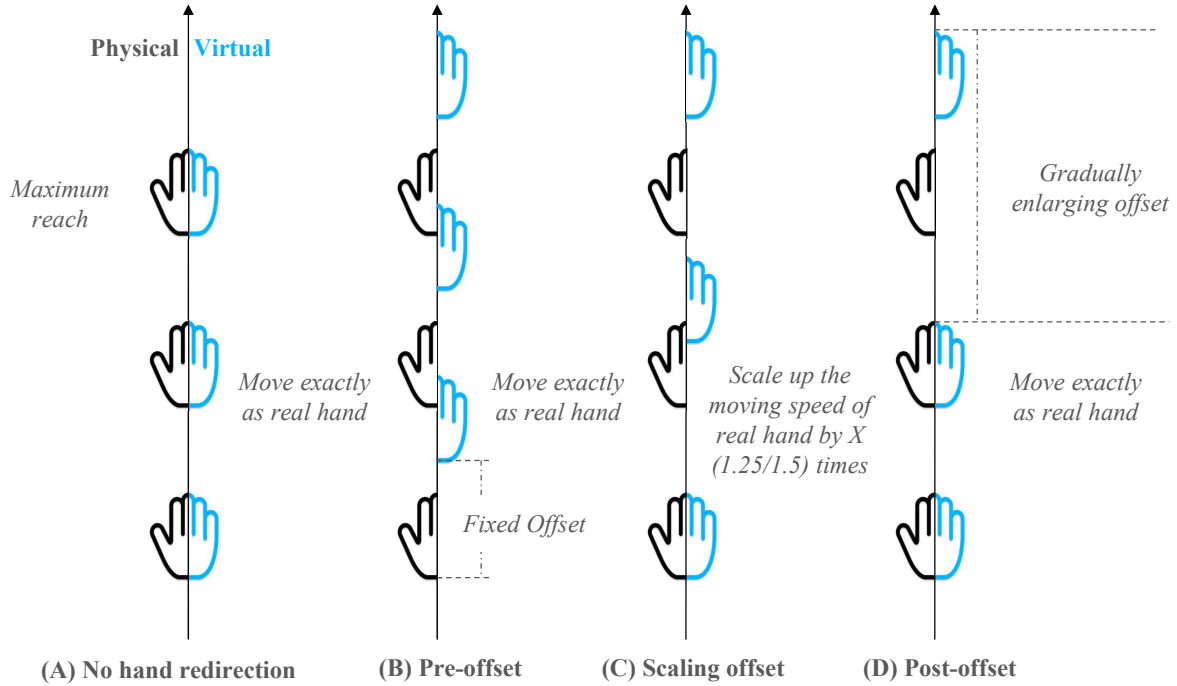 Physical Virtual
Maximum
reach
Move exactly
as real hand
Move exactly
as real hand
Fixed Offset
Scale up the
moving speed of
real hand by X
(1.25/1.5) times
Gradually
enlarging offset
Move exactly
as real hand
(A) No hand redirection
(B) Pre-offset
(C) Scaling offset
(D) Post-offset